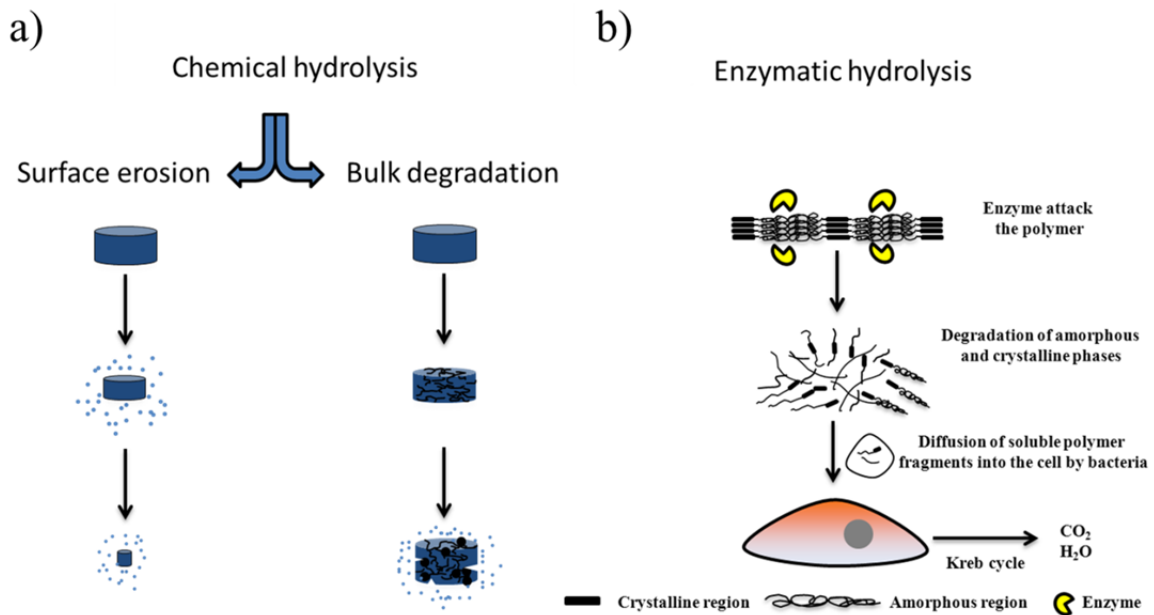 a)
Chemical hydrolysis
Surface erosion
Bulk degradation
b)
Enzymatic hydrolysis
Enzyme attack
the polymer
Degradation of amorphous
and crystalline phases
Diffusion of soluble polymer
fragments into the cell by bacteria
Kreb cycle
CO₂
H₂O
Crystalline region
Amorphous region
Enzyme